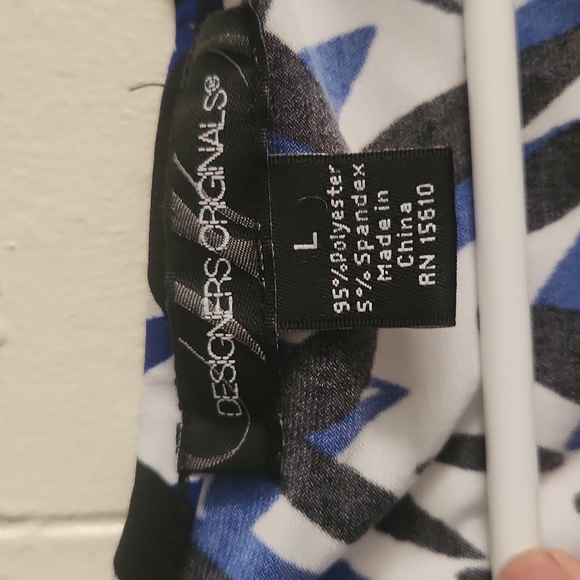 DESIGNERS ORIGINALS®
L
95%Polyester
5%Spandex
Made in
China
RN 15610